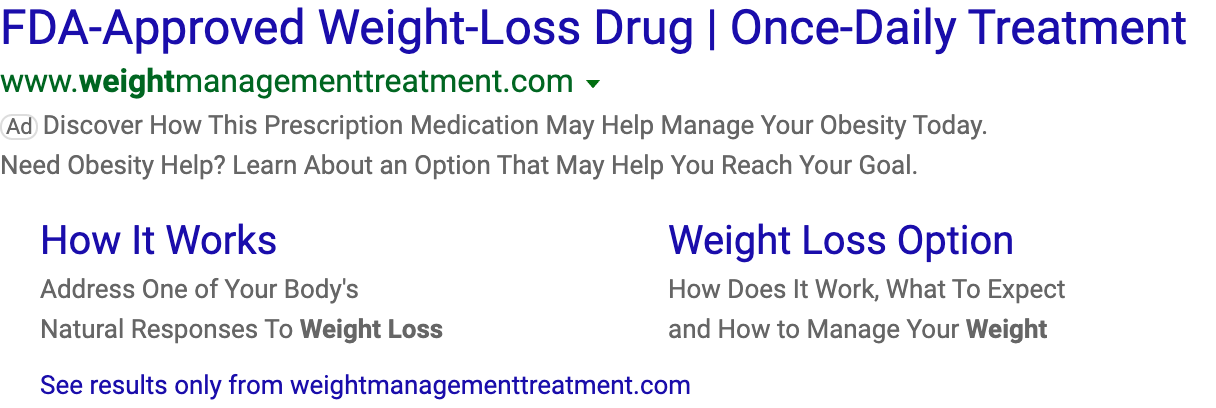 FDA-Approved Weight-Loss Drug | Once-Daily Treatment
www.weightmanagementtreatment.com
Ad Discover How This Prescription Medication May Help Manage Your Obesity Today.
Need Obesity Help? Learn About an Option That May Help You Reach Your Goal.
How It Works
Address One of Your Body's
Natural Responses To Weight Loss
Weight Loss Option
How Does It Work, What To Expect
and How to Manage Your Weight
See results only from weightmanagementtreatment.com